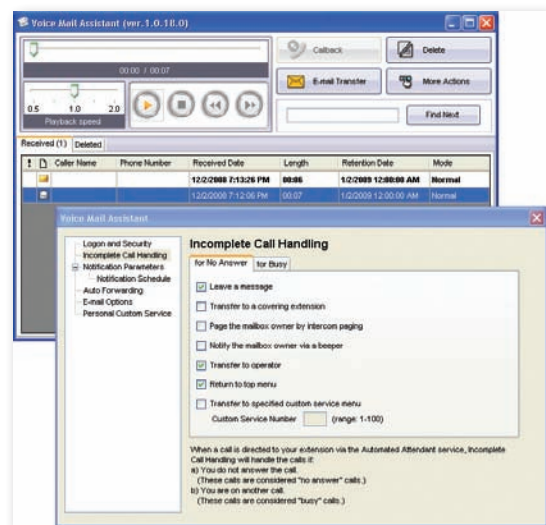 Voice Mail Assistant (ver.1.0.18.0)
00:00 / 00:07
Callback
Delete
E-mail Transfer
More Actions
0.5 1.0 2.0
Playback speed
Find Next
Received (1) Deleted
! Caller Name Phone Number Received Date Length Retention Date Mode
12/2/2008 7:13:26 PM 00:06 1/2/2009 12:00:00 AM Normal
12/2/2008 7:12:06 PM 00:07 1/2/2009 12:00:00 AM Normal
Voice Mail Assistant
Logon and Security
Incomplete Call Handling
Notification Parameters
Notification Schedule
Auto Forwarding
E-mail Options
Personal Custom Service
Incomplete Call Handling
for No Answer for Busy
Leave a message
Transfer to a covering extension
Page the mailbox owner by intercom paging
Notify the mailbox owner via a beeper
Transfer to operator
Return to top menu
Transfer to specified custom service menu
Custom Service Number (range: 1-100)
When a call is directed to your extension via the Automated Attendant service, Incomplete
Call Handling will handle the calls if:
a) You do not answer the call.
(These calls are considered "no answer" calls.)
b) You are on another call.
(These calls are considered "busy" calls.)